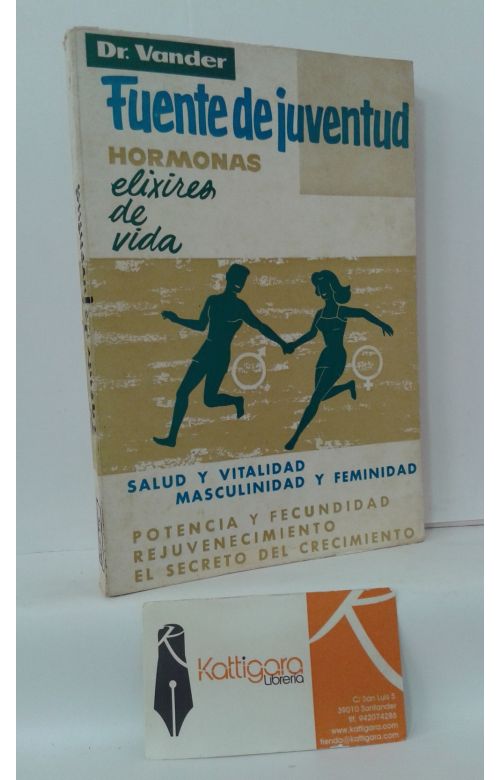 Dr. Vander
Fuente de juventud
HORMONAS
elixires
de
vida
SALUD Y VITALIDAD
MASCULINIDAD Y FEMINIDAD
POTENCIA Y FECUNDIDAD
REJUVENECIMIENTO
EL SECRETO DEL CRECIMIENTO
Kattigara
Librería
C/ San Luis 5
39010 Santander
tlf. 942074285
www.kattigara.com
tienda@kattigara.com